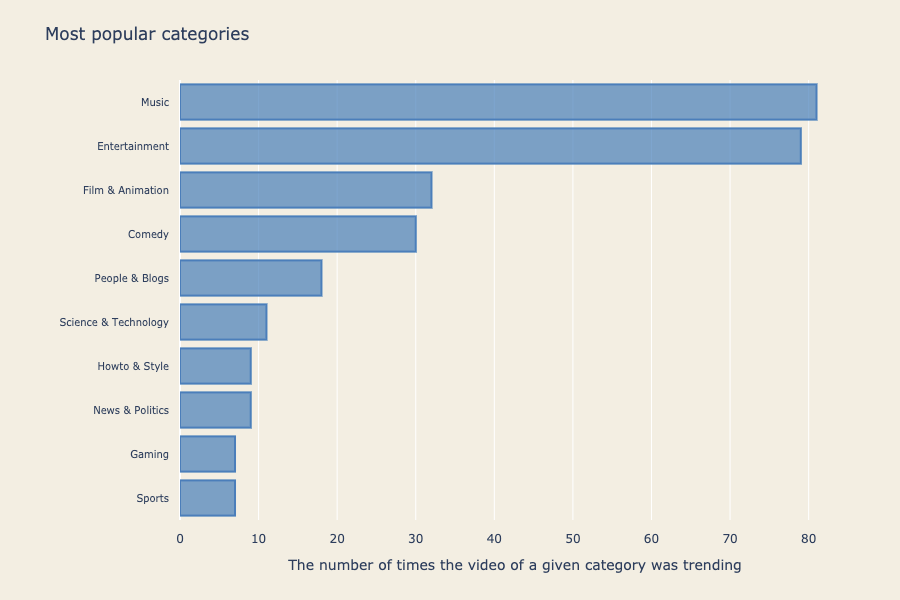 Most popular categories
Music
Entertainment
Film & Animation
Comedy
People & Blogs
Science & Technology
Howto & Style
News & Politics
Gaming
Sports
0 10 20 30 40 50 60 70 80
The number of times the video of a given category was trending